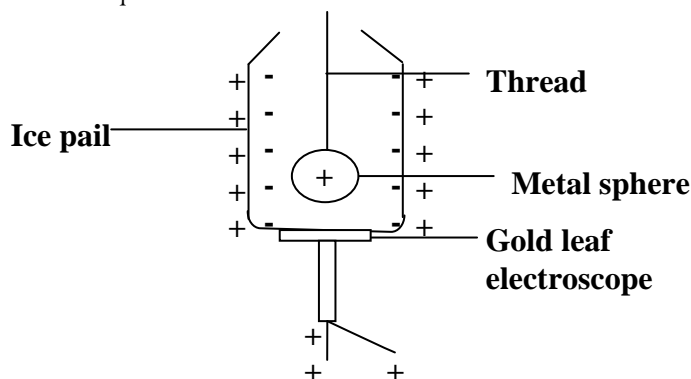 Thread
Ice pail
Metal sphere
Gold leaf
electroscope